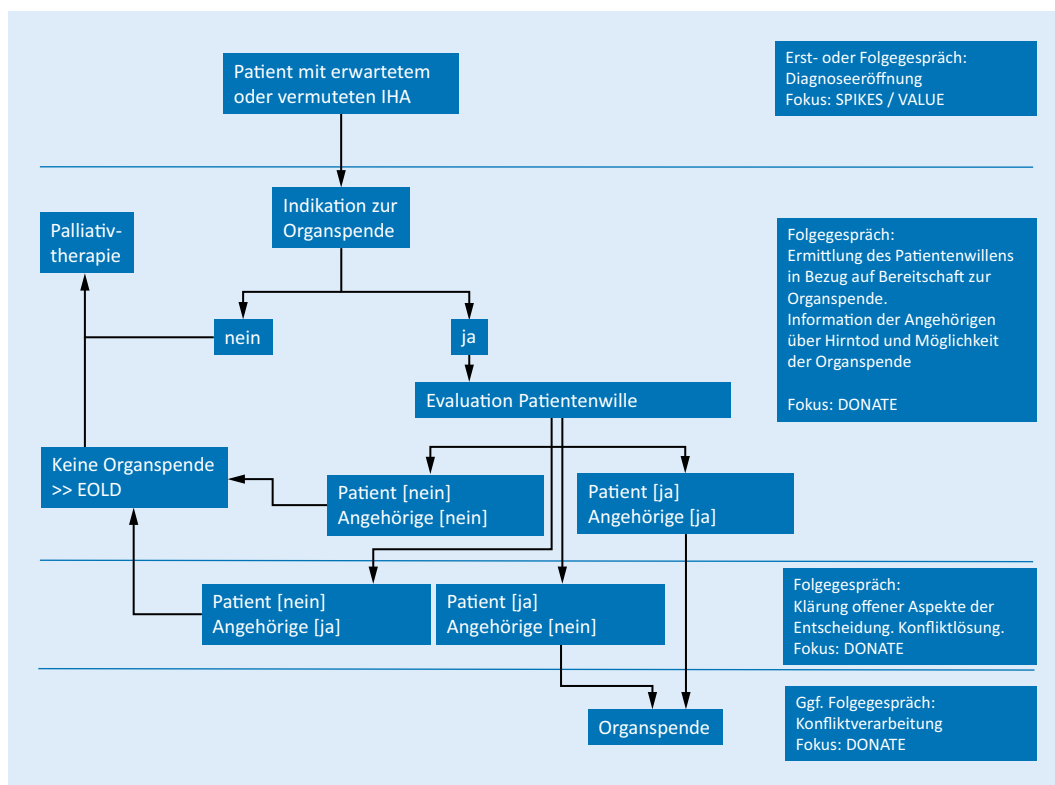 Patient mit erwartetem
oder vermuteten IHA
Erst- oder Folgegespräch:
Diagnoseeröffnung
Fokus: SPIKES / VALUE
Indikation zur
Organspende
Palliativ-
therapie
nein
ja
Folgegespräch:
Ermittlung des Patientenwillens
in Bezug auf Bereitschaft zur
Organspende.
Information der Angehörigen
über Hirntod und Möglichkeit
der Organspende
Fokus: DONATE
Evaluation Patientenwille
Keine Organspende
>> EOLD
Patient [nein]
Angehörige [nein]
Patient [ja]
Angehörige [ja]
Patient [nein]
Angehörige [ja]
Patient [ja]
Angehörige [nein]
Folgegespräch:
Klärung offener Aspekte der
Entscheidung. Konfliktlösung.
Fokus: DONATE
Organspende
Ggf. Folgegespräch:
Konfliktverarbeitung
Fokus: DONATE